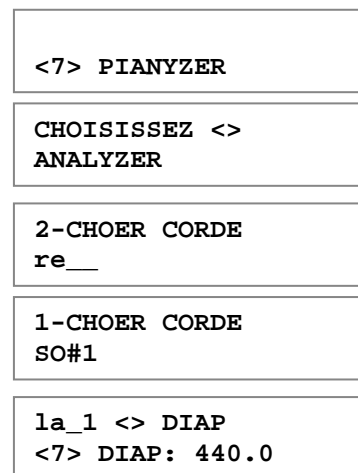 <7> PIANYZER
CHOISISSEZ <>
ANALYZER
2-CHOER CORDE
re__
1-CHOER CORDE
SO#1
la_1 <> DIAP
<7> DIAP: 440.0